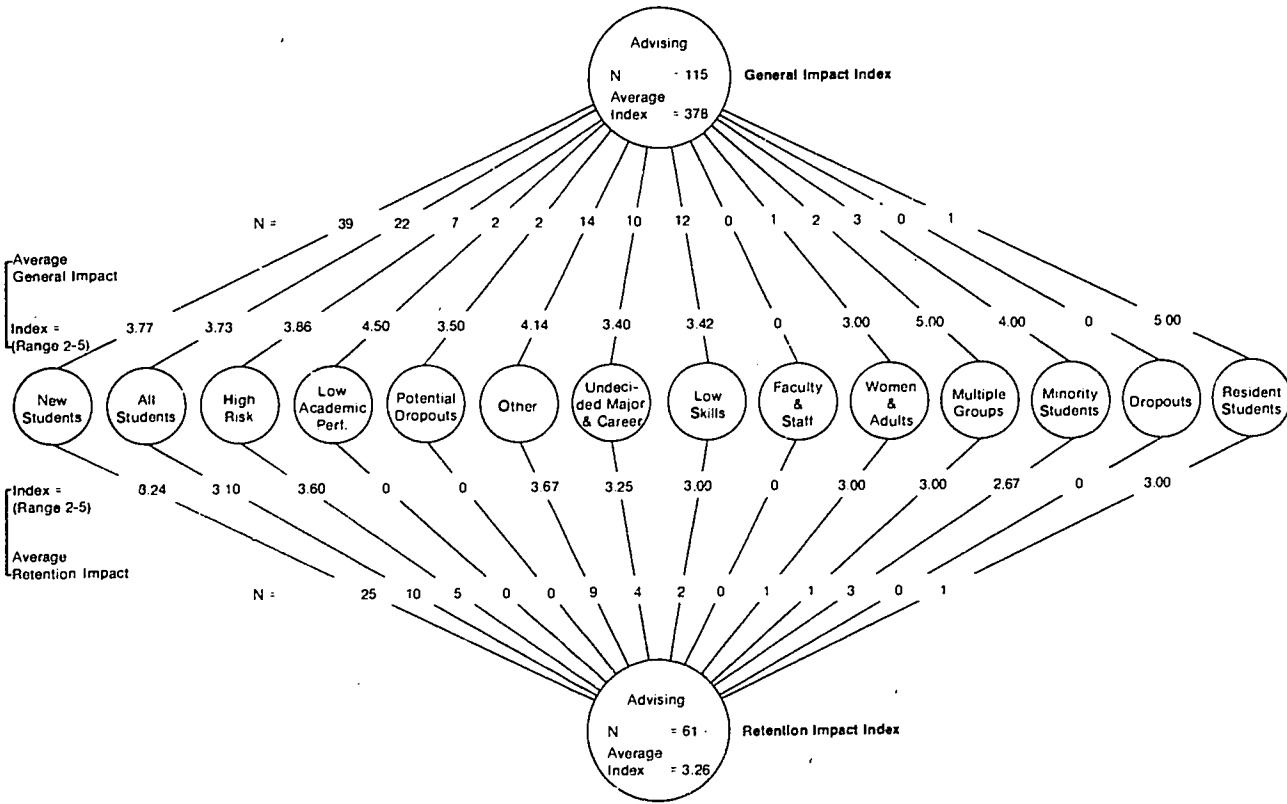 Advising
N - 115
Average
Index = 378
General Impact Index
N = 39 22 7 2 2 14 10 12 0 1 2 3 0 1
Average
General Impact
Index = 3.77 3.73 3.86 4.50 3.50 4.14 3.40 3.42 0 3.00 5.00 4.00 0 5 00
(Range 2-5)
New
Students
All
Students
High
Risk
Low
Academic
Perf.
Potential
Dropouts
Other
Undeci-
ded Major
& Career
Low
Skills
Faculty
&
Staff
Women
&
Adults
Multiple
Groups
Minority
Students
Dropouts
Resident
Students
Index = 3.24 3 10 3.60 0 0 3.67 3.25 3.00 0 3.00 3.00 2.67 0 3.00
(Range 2-5)
Average
Retention Impact
N = 25 10 5 0 0 9 4 2 0 1 1 3 0 1
Advising
N = 61
Average
Index = 3.26
Retention Impact Index